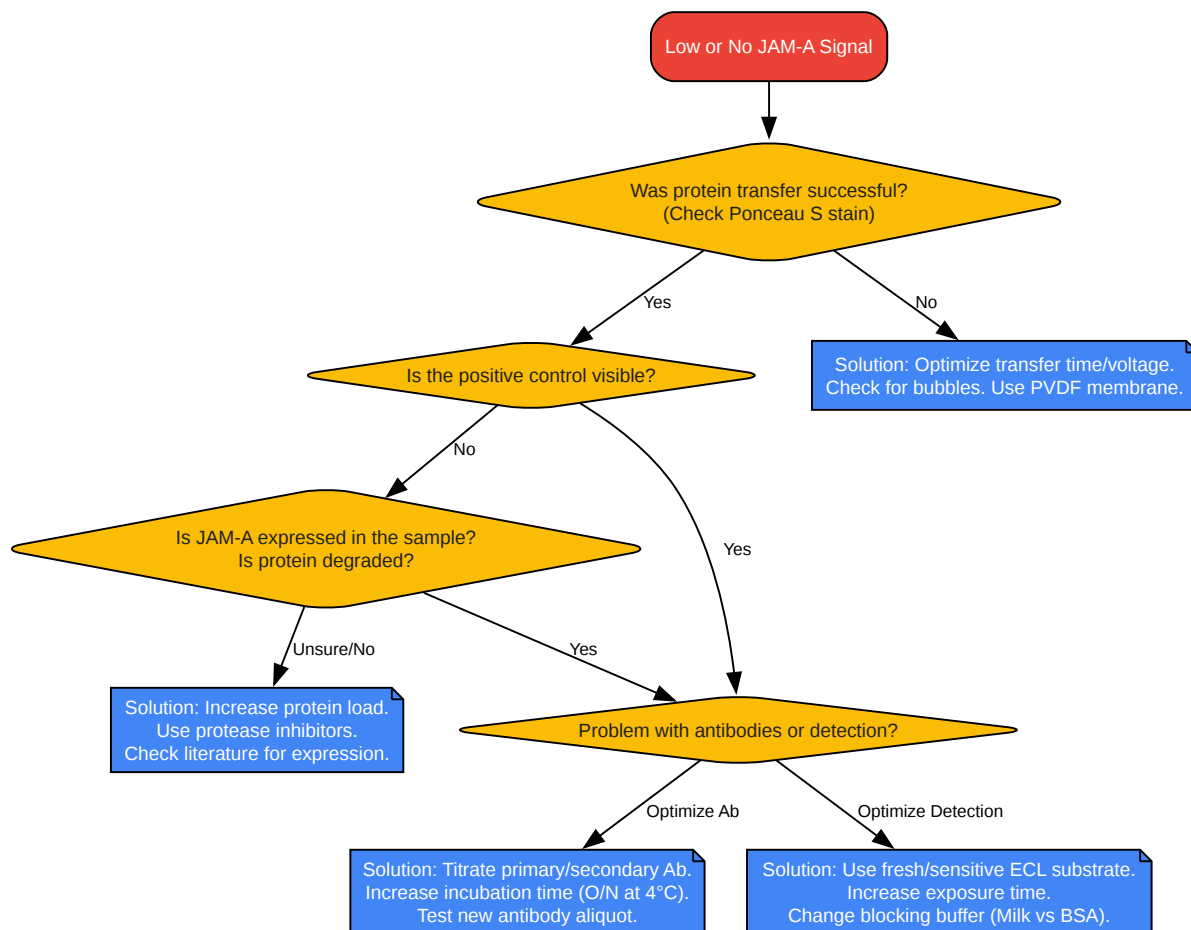 Low or No JAM-A Signal
Was protein transfer successful?
(Check Ponceau S stain)
Yes
No
Solution: Optimize transfer time/voltage.
Check for bubbles. Use PVDF membrane.
Is the positive control visible?
No
Yes
Is JAM-A expressed in the sample?
Is protein degraded?
Unsure/No
Yes
Solution: Increase protein load.
Use protease inhibitors.
Check literature for expression.
Problem with antibodies or detection?
Optimize Ab
Optimize Detection
Solution: Titrate primary/secondary Ab.
Increase incubation time (O/N at 4°C).
Test new antibody aliquot.
Solution: Use fresh/sensitive ECL substrate.
Increase exposure time.
Change blocking buffer (Milk vs BSA).